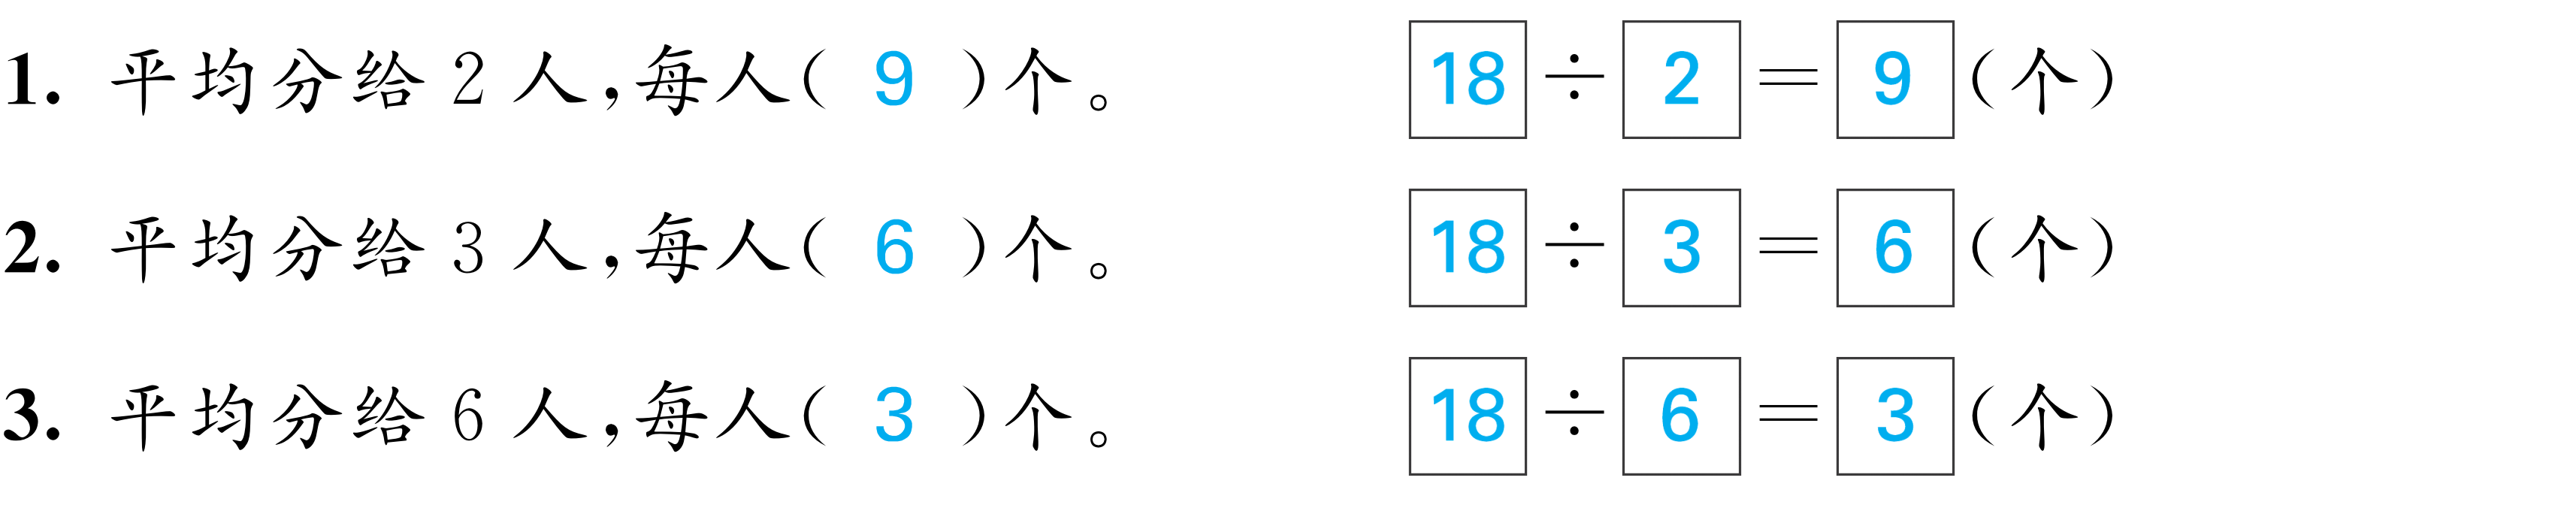 1. 平均分给 2 人，每人( 9 )个。 18 ÷ 2 = 9 (个)
2. 平均分给 3 人，每人( 6 )个。 18 ÷ 3 = 6 (个)
3. 平均分给 6 人，每人( 3 )个。 18 ÷ 6 = 3 (个)